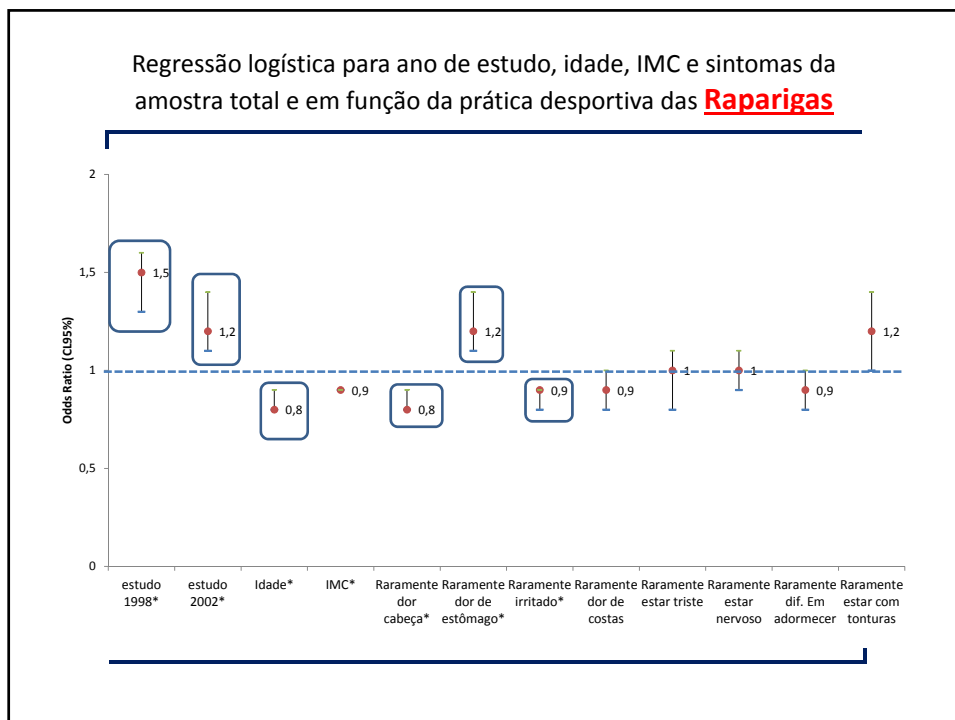 Regressão logística para ano de estudo, idade, IMC e sintomas da
amostra total e em função da prática desportiva das Raparigas
2
1,5
1
0,5
0
Odds Ratio (CL95%)
1,5
1,2
0,8
0,9
0,8
1,2
0,9
0,9
1
1
0,9
1,2
estudo
1998*
estudo
2002*
Idade*
IMC*
Raramente
dor
cabeça*
Raramente
dor de
estômago*
Raramente
irritado*
Raramente
dor de
costas
Raramente
estar triste
Raramente
estar
nervoso
Raramente
dif. Em
adormecer
Raramente
estar com
tonturas